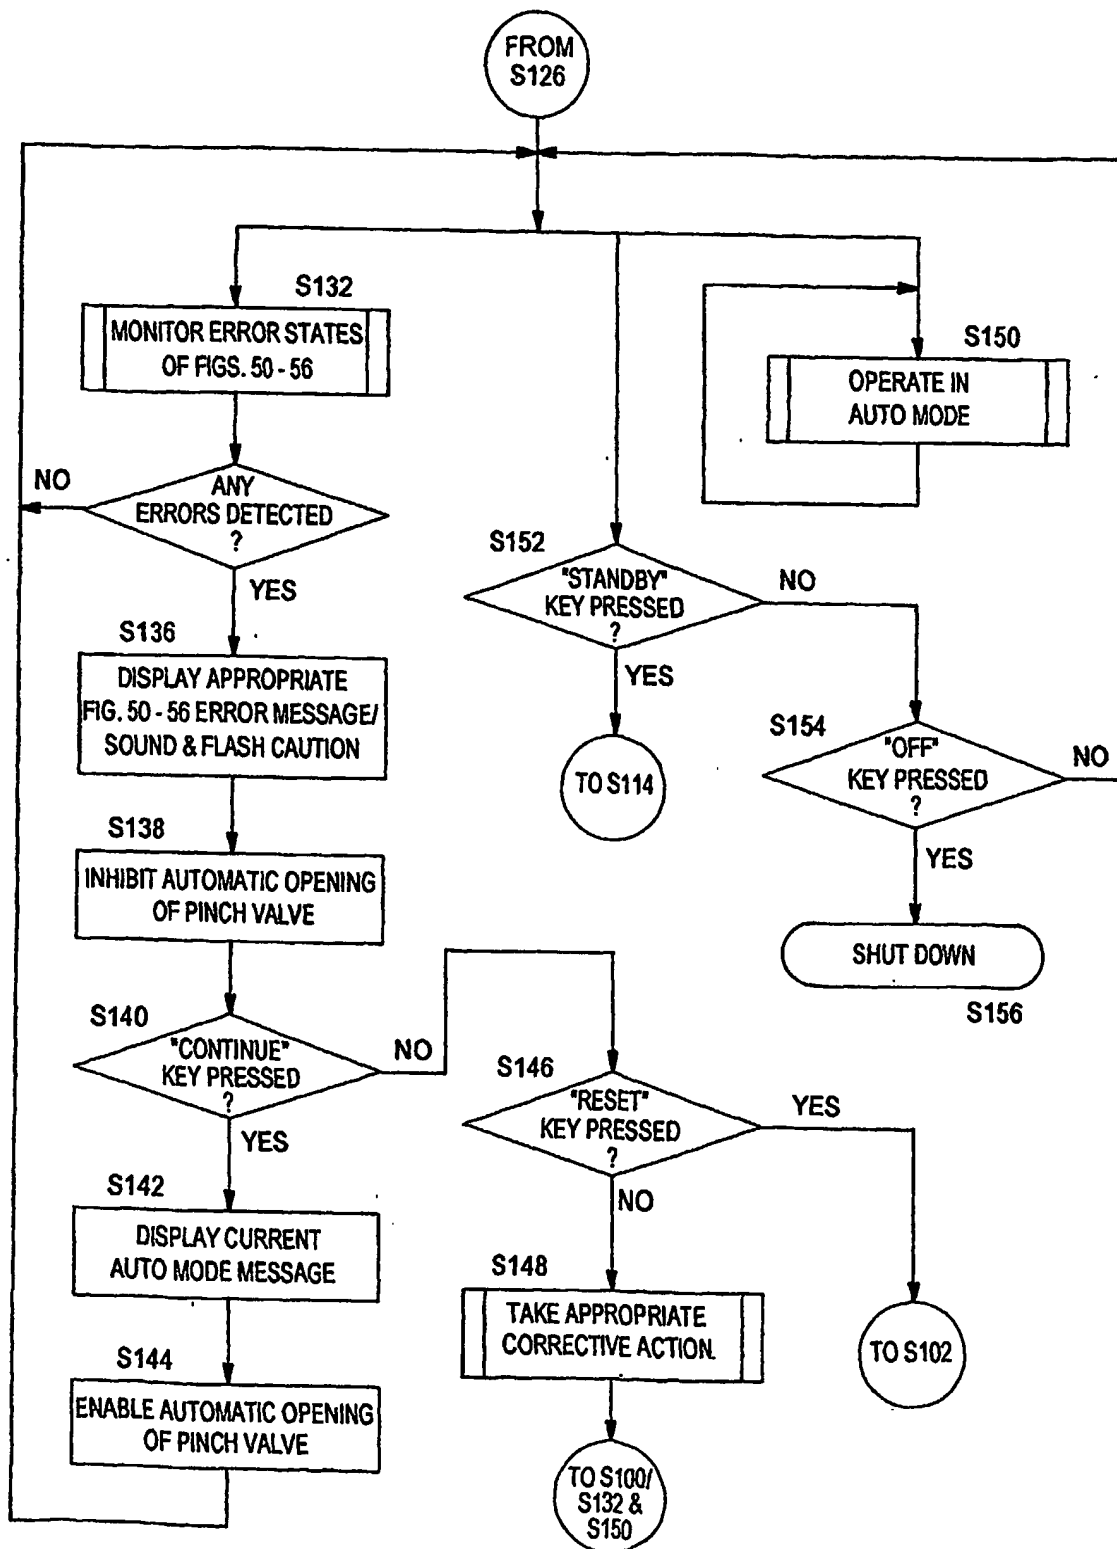 FROM
S126
S132
MONITOR ERROR STATES
OF FIGS. 50 - 56
S150
OPERATE IN
AUTO MODE
NO
ANY
ERRORS DETECTED
?
YES
S152
"STANDBY"
KEY PRESSED
?
NO
YES
S136
DISPLAY APPROPRIATE
FIG. 50 - 56 ERROR MESSAGE/
SOUND & FLASH CAUTION
TO S114
S154
"OFF"
KEY PRESSED
?
NO
YES
S138
INHIBIT AUTOMATIC OPENING
OF PINCH VALVE
SHUT DOWN
S156
S140
"CONTINUE"
KEY PRESSED
?
NO
YES
S146
"RESET"
KEY PRESSED
?
YES
NO
S142
DISPLAY CURRENT
AUTO MODE MESSAGE
S148
TAKE APPROPRIATE
CORRECTIVE ACTION.
TO S102
S144
ENABLE AUTOMATIC OPENING
OF PINCH VALVE
TO S100/
S132 &
S150